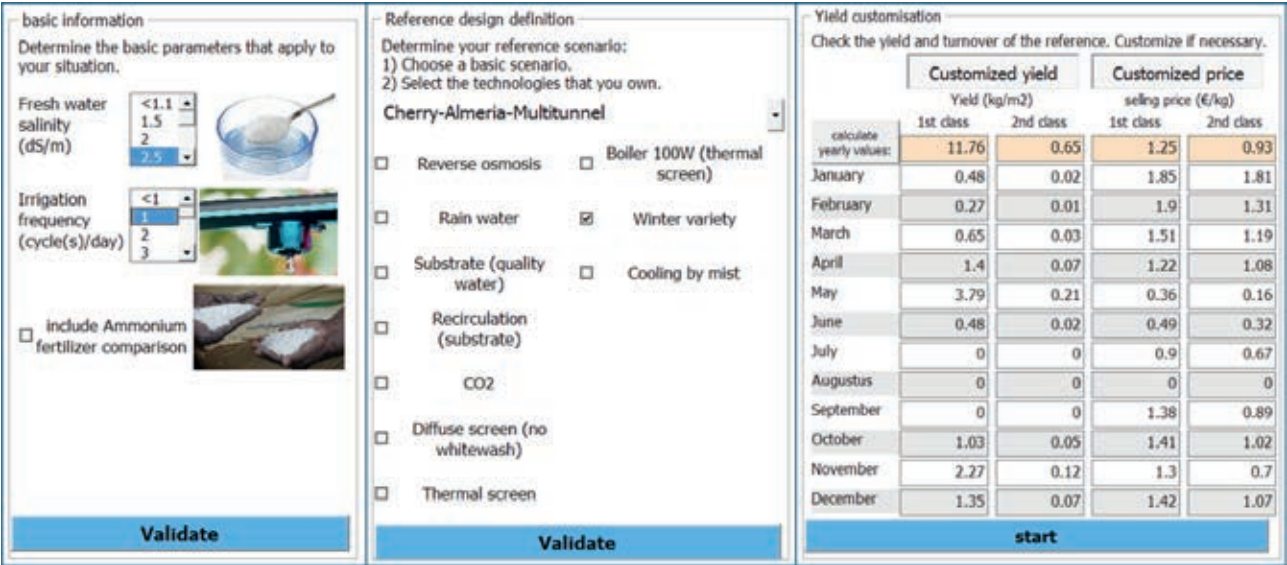 basic information
Determine the basic parameters that apply to
your situation.
Fresh water
salinity
(dS/m)
<1.1
1.5
2
2.5
Irrigation
frequency
(cycle(s)/day)
<1
1
2
3
include Ammonium
fertilizer comparison
Validate
Reference design definition
Determine your reference scenario:
1) Choose a basic scenario.
2) Select the technologies that you own.
Cherry-Almeria-Multitunnel
Reverse osmosis
Boiler 100W (thermal
screen)
Rain water
Winter variety
Substrate (quality
water)
Cooling by mist
Recirculation
(substrate)
CO2
Diffuse screen (no
whitewash)
Thermal screen
Validate
Yield customisation
Check the yield and turnover of the reference. Customize if necessary.
Customized yield Customized price
Yield (kg/m2) seling price (€/kg)
1st class 2nd class 1st class 2nd class
calculate
yearly values: 11.76 0.65 1.25 0.93
January 0.48 0.02 1.85 1.81
February 0.27 0.01 1.9 1.31
March 0.65 0.03 1.51 1.19
April 1.4 0.07 1.22 1.08
May 3.79 0.21 0.36 0.16
June 0.48 0.02 0.49 0.32
July 0 0 0.9 0.67
Augustus 0 0 0 0
September 0 0 1.38 0.89
October 1.03 0.05 1.41 1.02
November 2.27 0.12 1.3 0.7
December 1.35 0.07 1.42 1.07
start